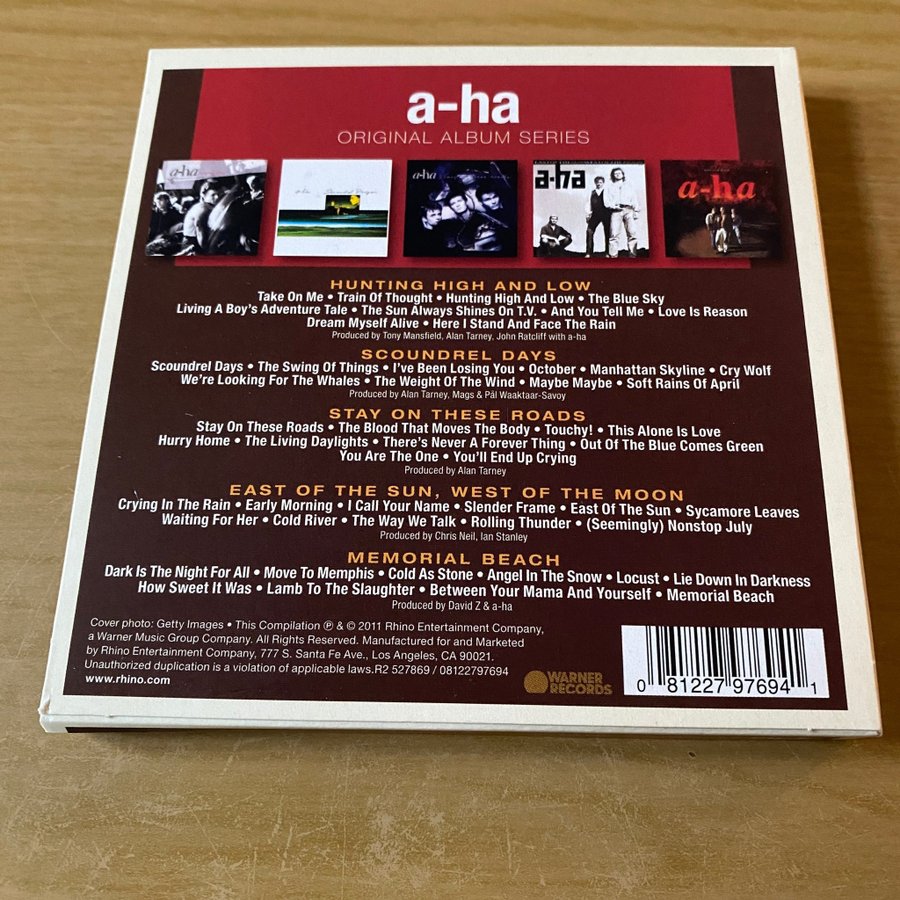 a-ha
ORIGINAL ALBUM SERIES
a-ha
a-ha
Scoundrel Days
a-ha
a-ha
a-ha
HUNTING HIGH AND LOW
Take On Me • Train Of Thought • Hunting High And Low • The Blue Sky
Living A Boy's Adventure Tale • The Sun Always Shines On T.V. • And You Tell Me • Love Is Reason
Dream Myself Alive • Here I Stand And Face The Rain
Produced by Tony Mansfield, Alan Tarney, John Ratcliff with a-ha
SCOUNDREL DAYS
Scoundrel Days • The Swing Of Things • I've Been Losing You • October • Manhattan Skyline • Cry Wolf
We're Looking For The Whales • The Weight Of The Wind • Maybe Maybe • Soft Rains Of April
Produced by Alan Tarney, Mags & Pål Waaktaar-Savoy
STAY ON THESE ROADS
Stay On These Roads • The Blood That Moves The Body • Touchy! • This Alone Is Love
Hurry Home • The Living Daylights • There's Never A Forever Thing • Out Of The Blue Comes Green
You Are The One • You'll End Up Crying
Produced by Alan Tarney
EAST OF THE SUN, WEST OF THE MOON
Crying In The Rain • Early Morning • I Call Your Name • Slender Frame • East Of The Sun • Sycamore Leaves
Waiting For Her • Cold River • The Way We Talk • Rolling Thunder • (Seemingly) Nonstop July
Produced by Chris Neil, Ian Stanley
MEMORIAL BEACH
Dark Is The Night For All • Move To Memphis • Cold As Stone • Angel In The Snow • Locust • Lie Down In Darkness
How Sweet It Was • Lamb To The Slaughter • Between Your Mama And Yourself • Memorial Beach
Produced by David Z & a-ha
Cover photo: Getty Images • This Compilation ℗ & © 2011 Rhino Entertainment Company,
a Warner Music Group Company. All Rights Reserved. Manufactured for and Marketed
by Rhino Entertainment Company, 777 S. Santa Fe Ave., Los Angeles, CA 90021.
Unauthorized duplication is a violation of applicable laws.R2 527869 / 08122797694
www.rhino.com
WARNER
RECORDS
0 81227 97694 1